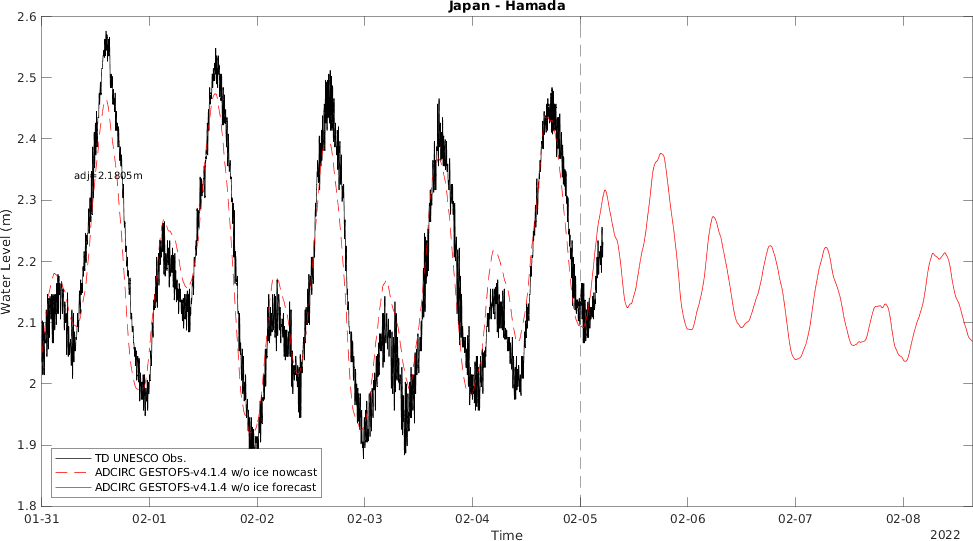 Japan - Hamada
2.6
2.5
2.4
2.3
2.2
2.1
2
1.9
1.8
Water Level (m)
adj=2.1805m
TD UNESCO Obs.
ADCIRC GESTOFS-v4.1.4 w/o ice nowcast
ADCIRC GESTOFS-v4.1.4 w/o ice forecast
01-31 02-01 02-02 02-03 02-04 02-05 02-06 02-07 02-08
Time
2022